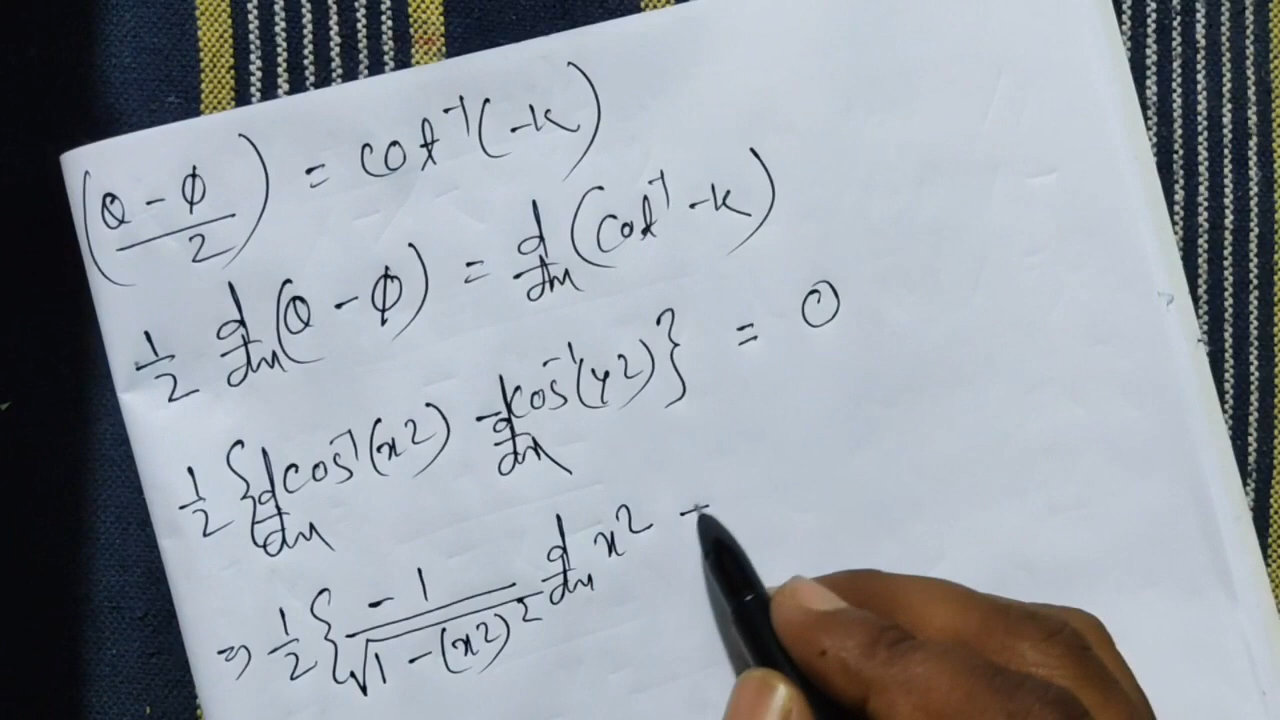 (θ - ϕ / 2) = cot⁻¹(-k)
1/2 d/dx (θ - ϕ) = d/dx (cot⁻¹ -k)
1/2 { d/dx cos⁻¹(x²) - d/dx cos⁻¹(y²) } = 0
⇒ 1/2 { -1 / √1 - (x²)² d/dx x² -